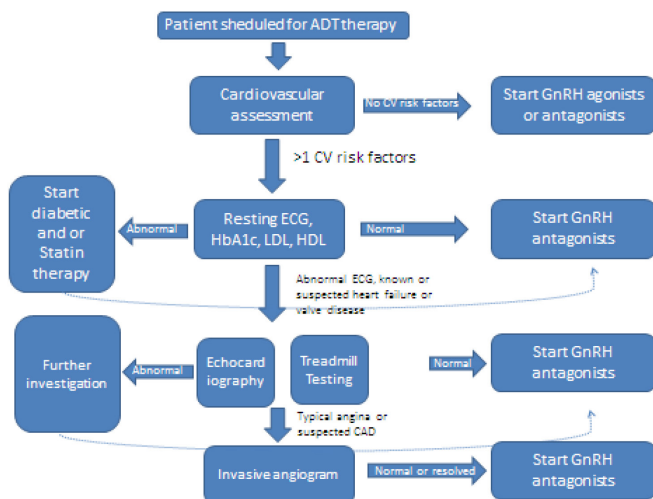 Patient sheduled for ADT therapy
Cardiovascular
assessment
No CV risk factors
Start GnRH agonists
or antagonists
>1 CV risk factors
Start
diabetic
and or
Statin
therapy
Abnormal
Resting ECG,
HbA1c, LDL, HDL
Normal
Start GnRH
antagonists
Abnormal ECG, known or
suspected heart failure or
valve disease
Further
investigation
Abnormal
Echocard
iography
Treadmill
Testing
Normal
Start GnRH
antagonists
Typical angina or
suspected CAD
Invasive angiogram
Normal or resolved
Start GnRH
antagonists